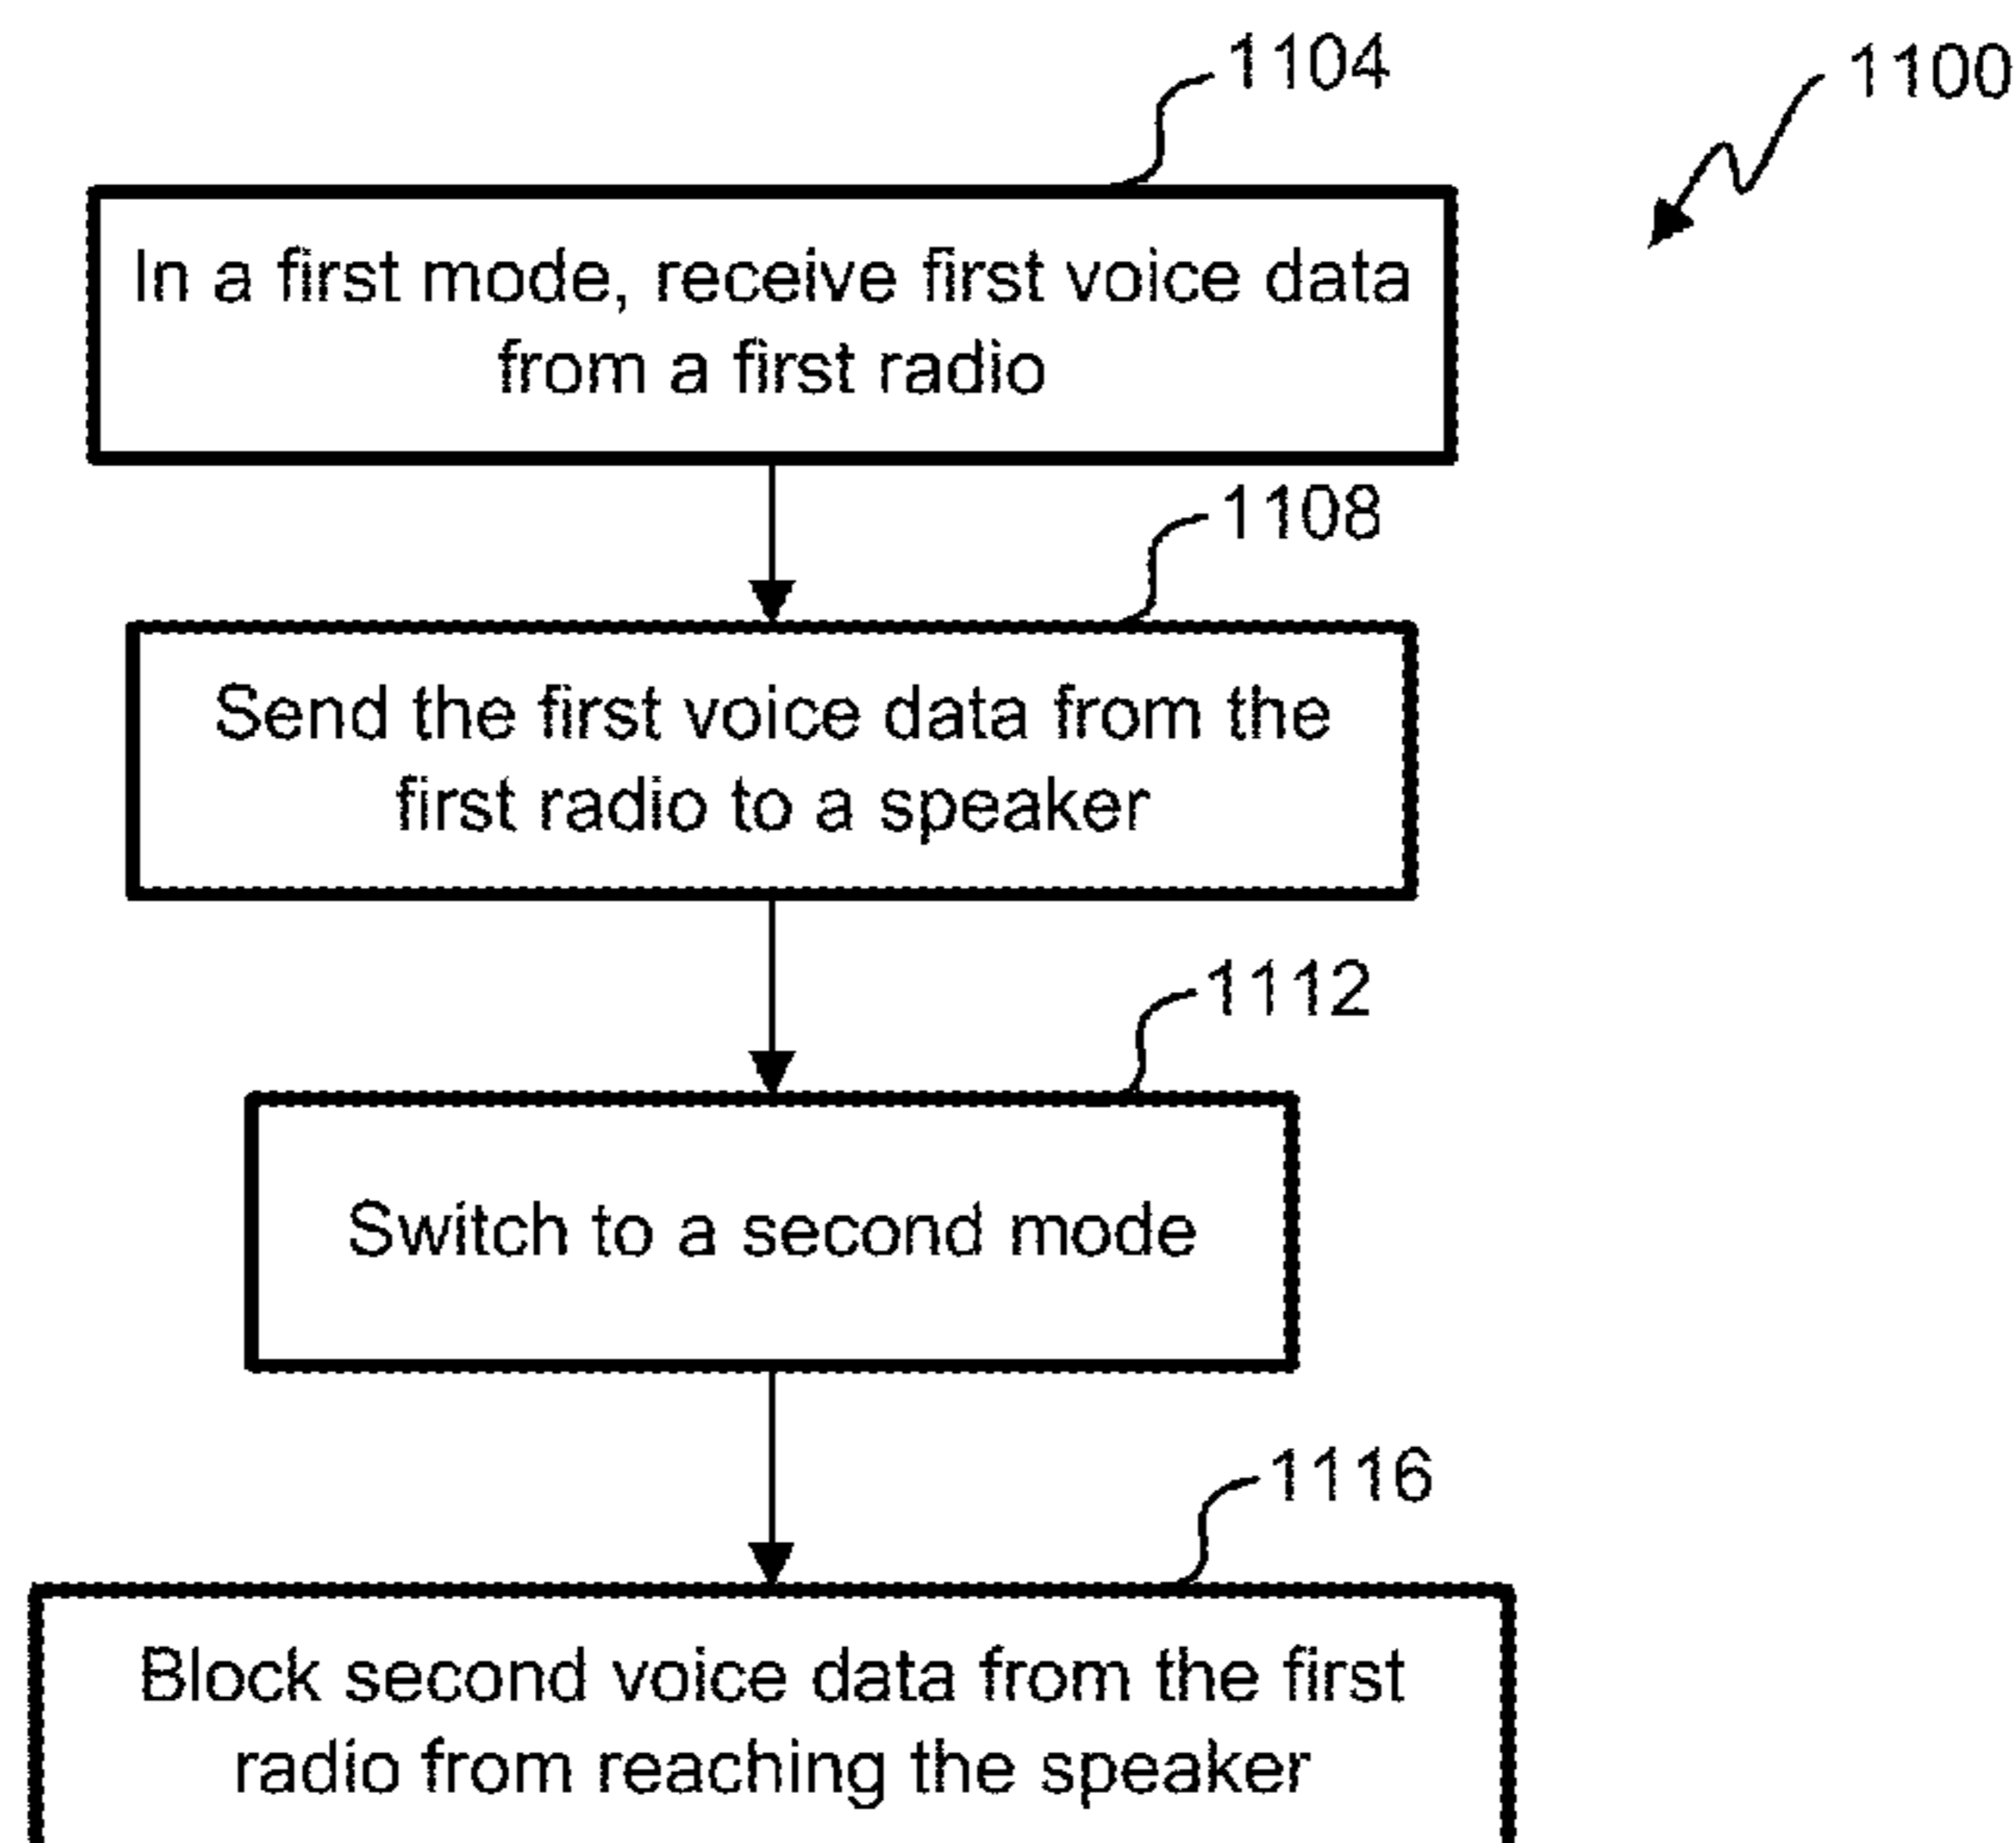 1104
1100
In a first mode, receive first voice data
from a first radio
1108
Send the first voice data from the
first radio to a speaker
1112
Switch to a second mode
1116
Block second voice data from the first
radio from reaching the speaker